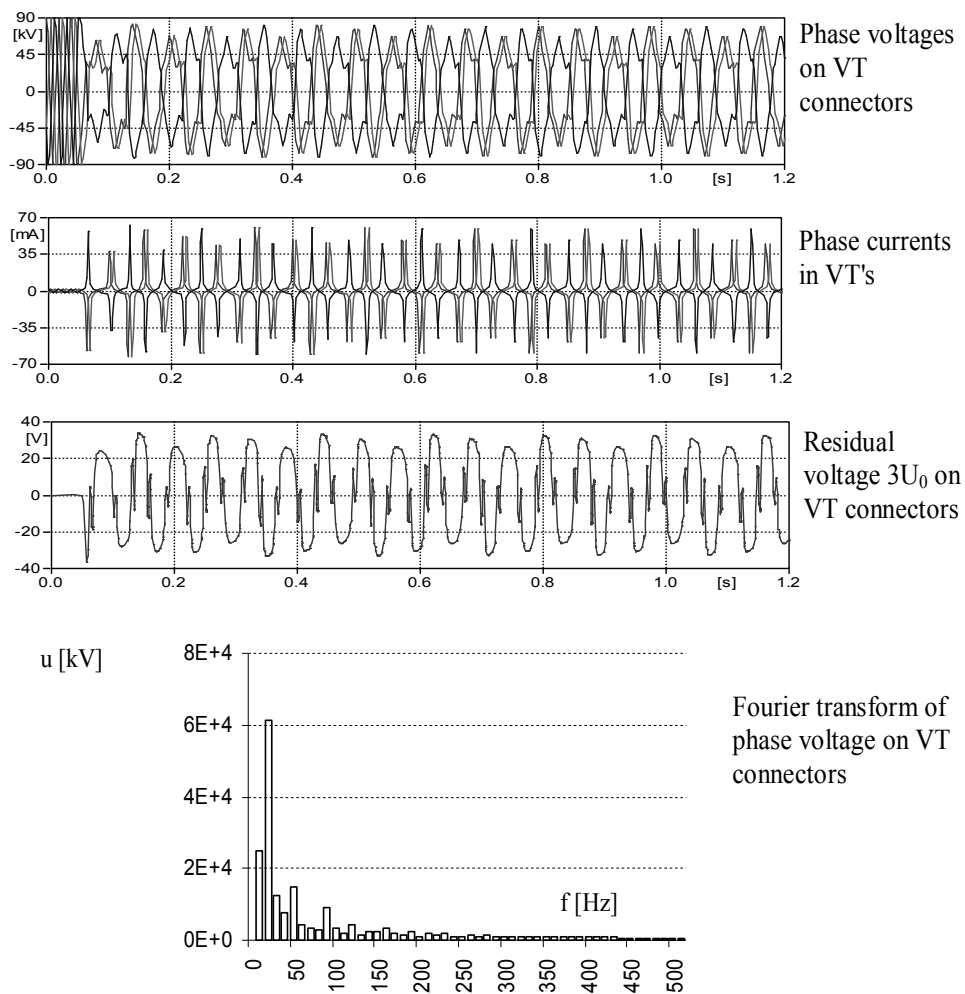 90
[kV]
45
0
-45
-90
0.0 0.2 0.4 0.6 0.8 1.0 [s] 1.2
Phase voltages
on VT
connectors
70
[mA]
35
0
-35
-70
0.0 0.2 0.4 0.6 0.8 1.0 [s] 1.2
Phase currents
in VT's
40
[V]
20
0
-20
-40
0.0 0.2 0.4 0.6 0.8 1.0 [s] 1.2
Residual
voltage 3U₀ on
VT connectors
u [kV]
8E+4
6E+4
4E+4
2E+4
0E+0
f [Hz]
0 50 100 150 200 250 300 350 400 450 500
Fourier transform of
phase voltage on VT
connectors